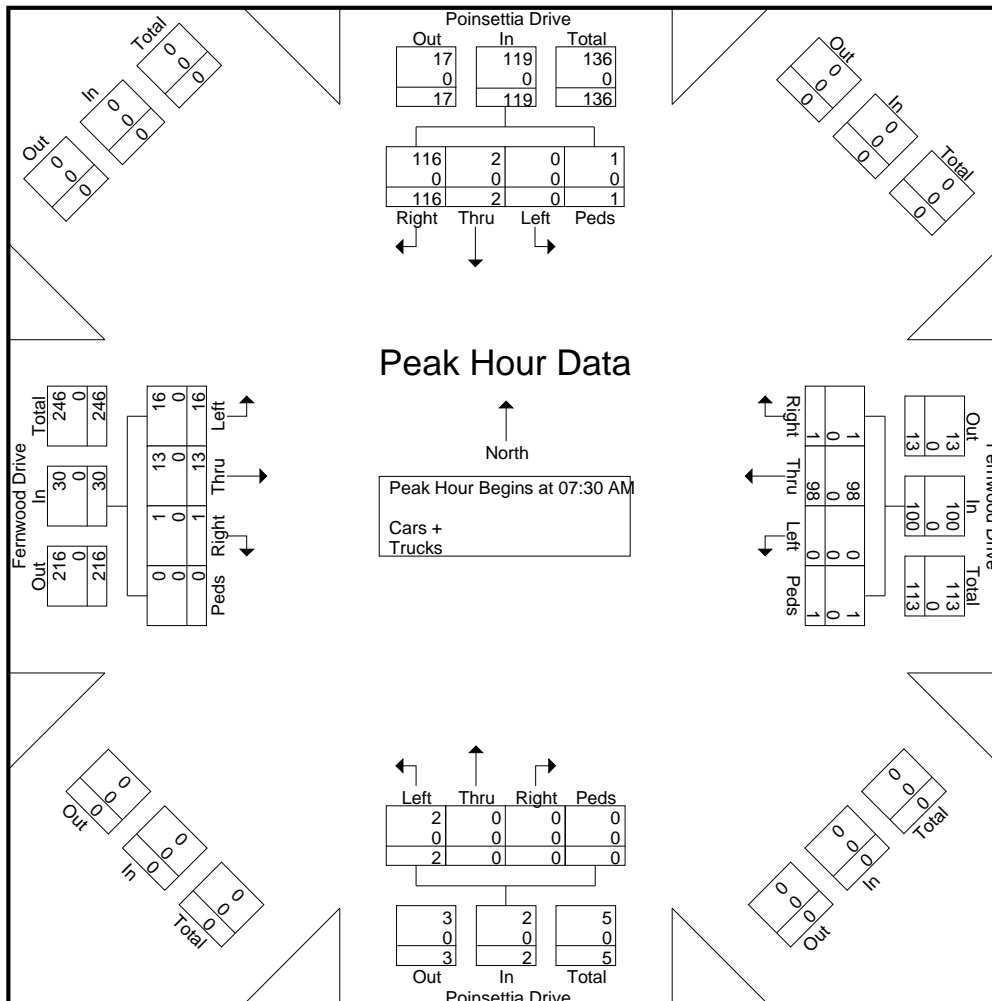 Poinsettia Drive
Out In Total
17 119 136
0 0 0
17 119 136
116 2 0 1
0 0 0 0
116 2 0 1
Right Thru Left Peds
Total
0
0
0
In
0
0
0
Out
0
0
0
Out
0
0
0
In
0
0
0
Total
0
0
0
Peak Hour Data
North
Peak Hour Begins at 07:30 AM
Cars +
Trucks
Fernwood Drive
Out In Total
216 30 246
0 0 0
216 30 246
Peds Right Thru Left
0 1 13 16
0 0 0 0
0 1 13 16
Fernwood Drive
Out In Total
13 100 113
0 0 0
13 100 113
1 98 0 1
0 0 0 0
1 98 0 1
Right Thru Left Peds
Left Thru Right Peds
2 0 0 0
0 0 0 0
2 0 0 0
3 2 5
0 0 0
3 2 5
Out In Total
Poinsettia Drive
0
0
0
Out
0
0
0
In
0
0
0
Total
0
0
0
Total
0
0
0
In
0
0
0
Out